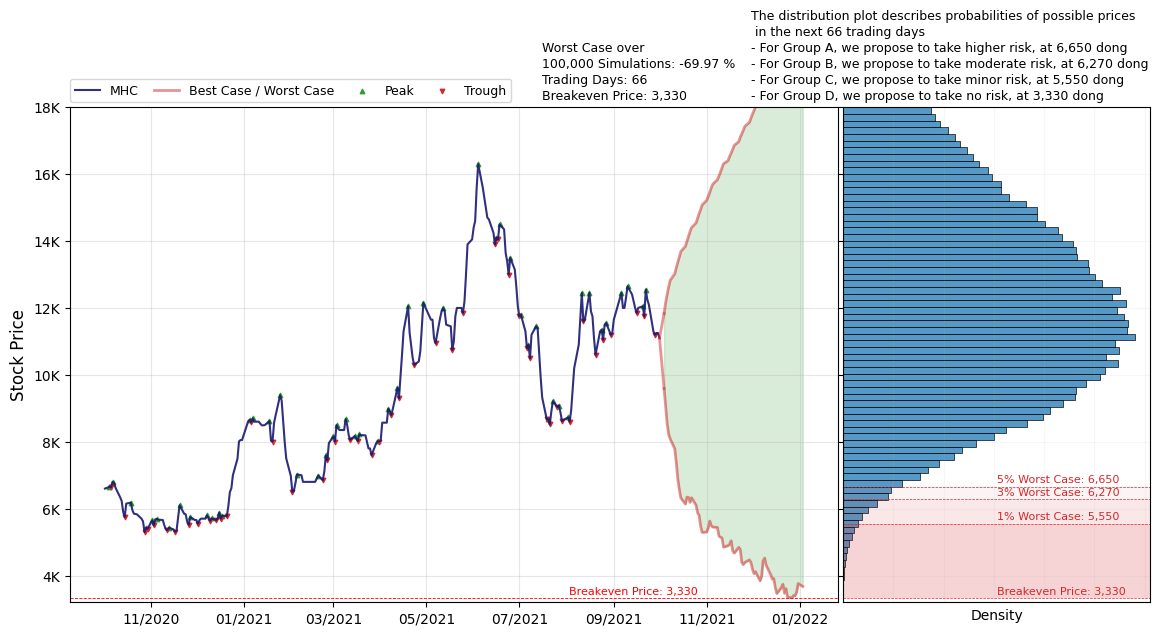 The distribution plot describes probabilities of possible prices
in the next 66 trading days
- For Group A, we propose to take higher risk, at 6,650 dong
- For Group B, we propose to take moderate risk, at 6,270 dong
- For Group C, we propose to take minor risk, at 5,550 dong
- For Group D, we propose to take no risk, at 3,330 dong
Worst Case over
100,000 Simulations: -69.97 %
Trading Days: 66
Breakeven Price: 3,330
MHC
Best Case / Worst Case
Peak
Trough
Stock Price
18K
16K
14K
12K
10K
8K
6K
4K
Breakeven Price: 3,330
11/2020
01/2021
3/2021
05/2021
07/2021
09/2021
11/2021
01/2022
5% Worst Case: 6,650
3% Worst Case: 6,270
1% Worst Case: 5,550
Breakeven Price: 3,330
Density